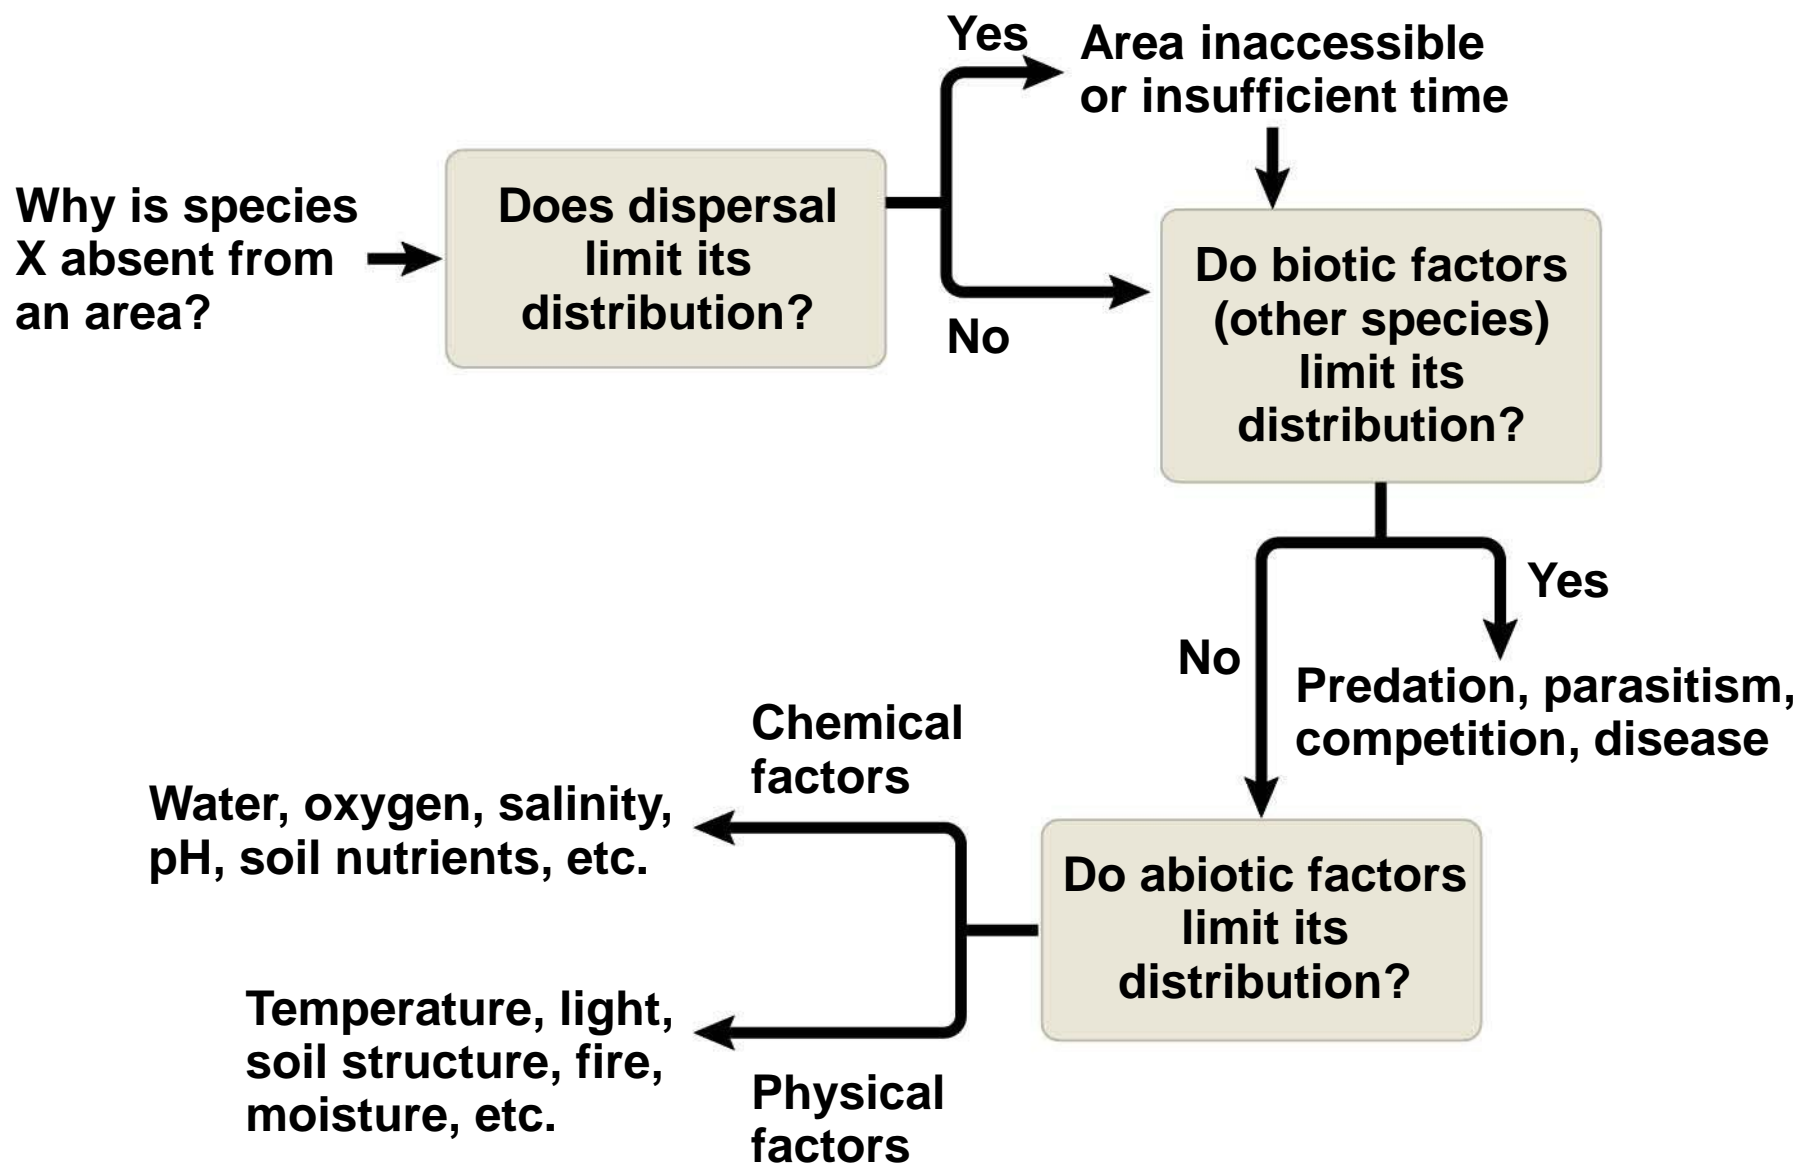 Why is species
X absent from
an area?
Does dispersal
limit its
distribution?
Yes
Area inaccessible
or insufficient time
No
Do biotic factors
(other species)
limit its
distribution?
Yes
Predation, parasitism,
competition, disease
No
Do abiotic factors
limit its
distribution?
Chemical
factors
Water, oxygen, salinity,
pH, soil nutrients, etc.
Temperature, light,
soil structure, fire,
moisture, etc.
Physical
factors